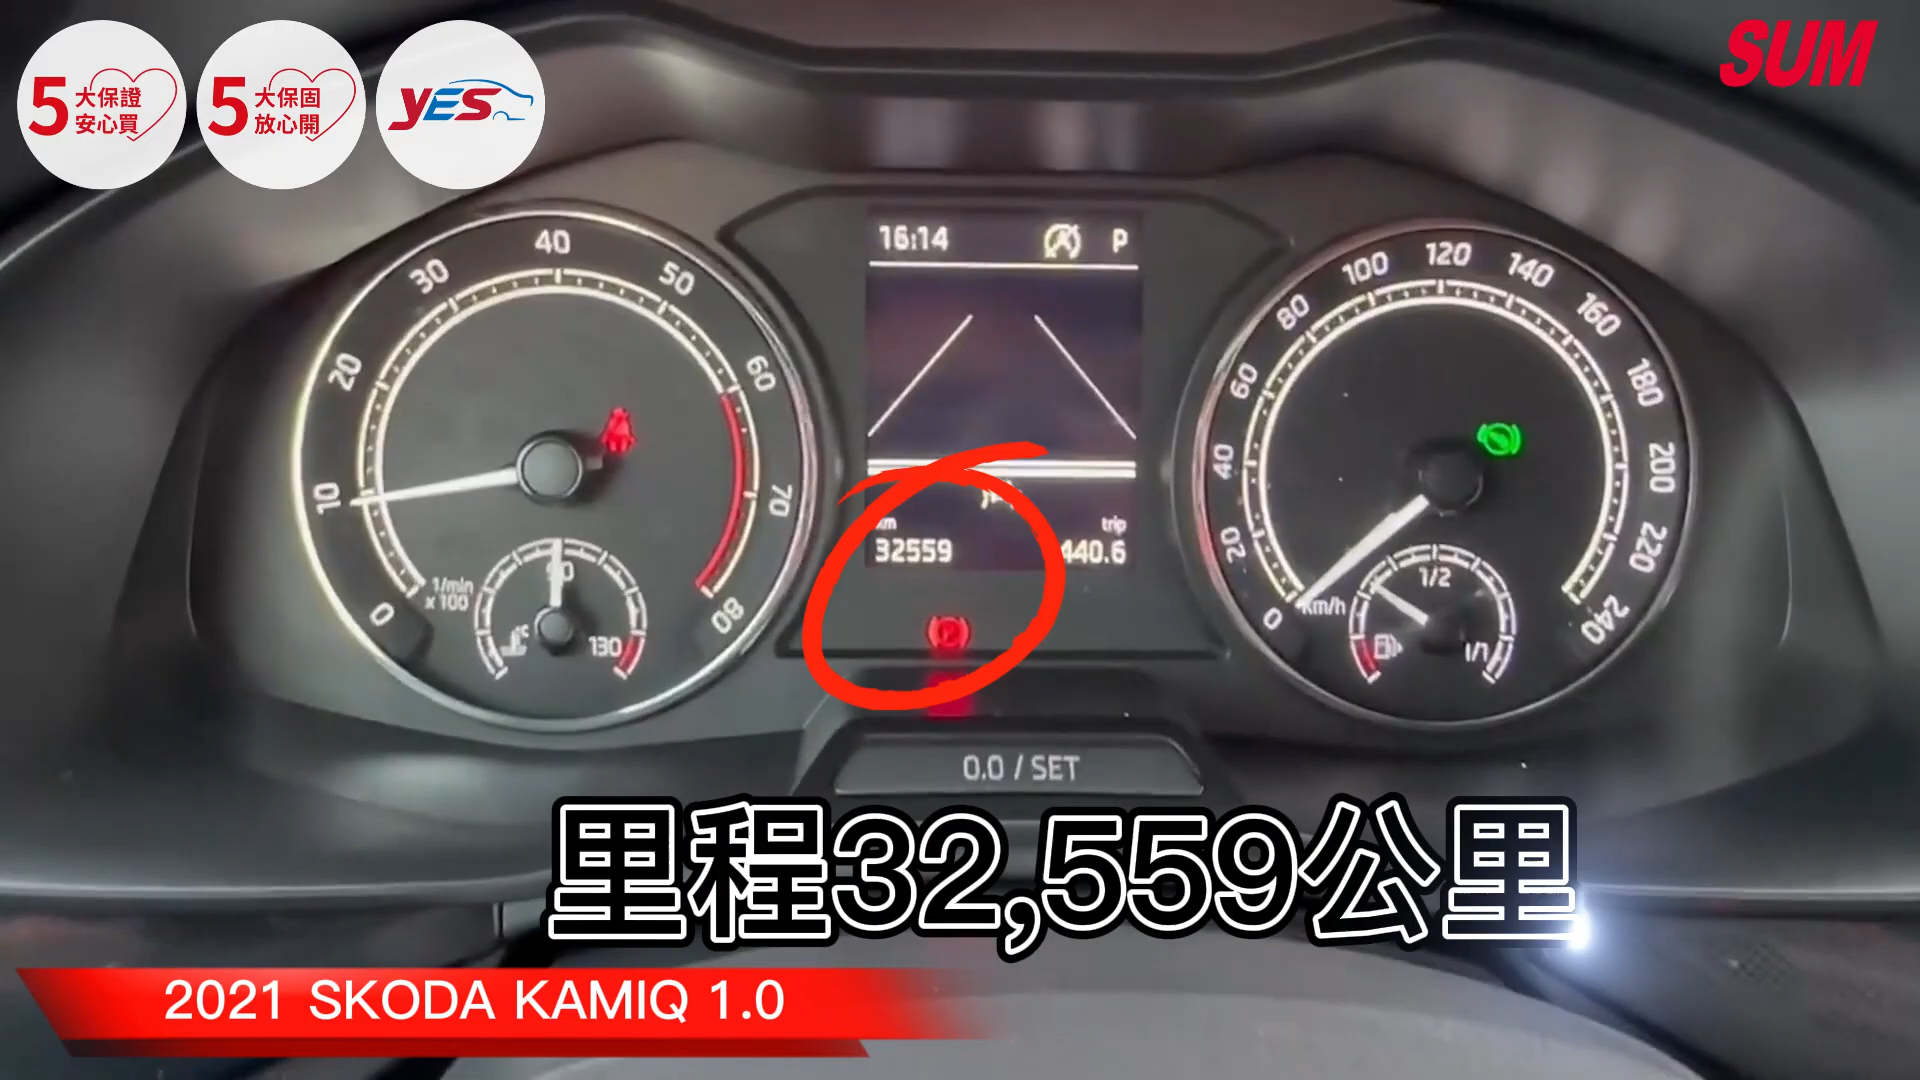 5 大保證
安心買
5 大保固
放心開
YES
SUM
16:14 P
0 10 20 30 40 50 60 70 80
1/min
x 100
90
130
°C
km
32559
trip
440.6
P
0 20 40 60 80 100 120 140 160 180 200 220 240
km/h
1/2
1/1
0.0 / SET
里程32,559公里
2021 SKODA KAMIQ 1.0